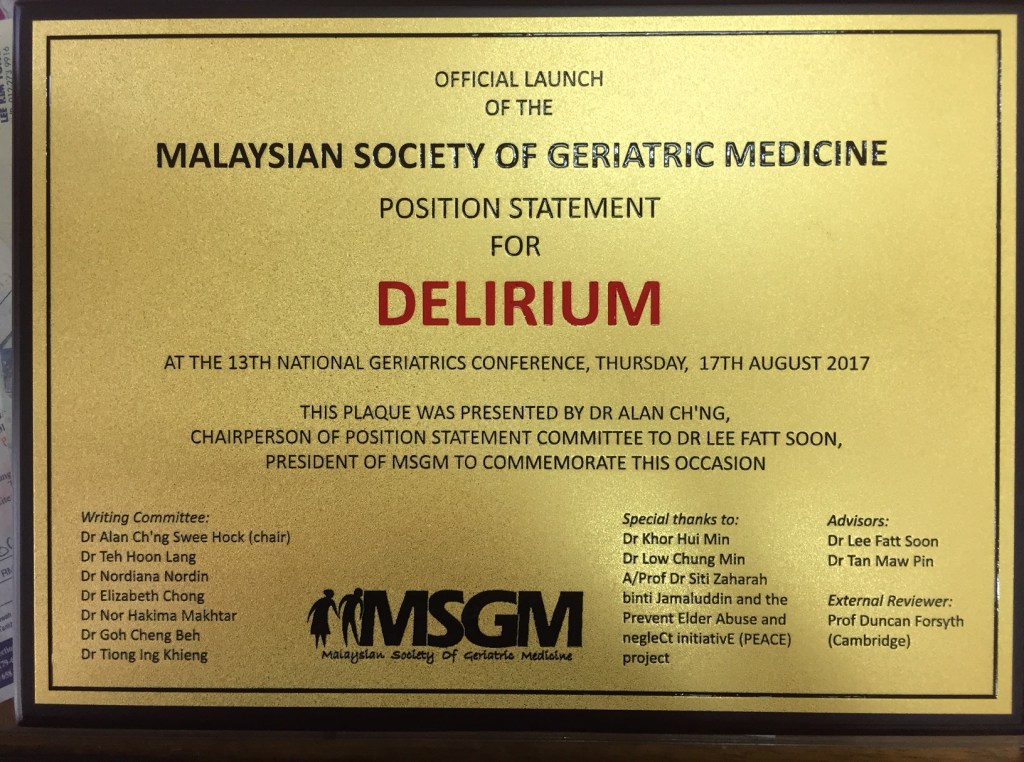 OFFICIAL LAUNCH
OF THE
MALAYSIAN SOCIETY OF GERIATRIC MEDICINE
POSITION STATEMENT
FOR
DELIRIUM
AT THE 13TH NATIONAL GERIATRICS CONFERENCE, THURSDAY, 17TH AUGUST 2017
THIS PLAQUE WAS PRESENTED BY DR ALAN CH'NG,
CHAIRPERSON OF POSITION STATEMENT COMMITTEE TO DR LEE FATT SOON,
PRESIDENT OF MSGM TO COMMEMORATE THIS OCCASION
Writing Committee:
Dr Alan Ch'ng Swee Hock (chair)
Dr Teh Hoon Lang
Dr Nordiana Nordin
Dr Elizabeth Chong
Dr Nor Hakima Makhtar
Dr Goh Cheng Beh
Dr Tiong Ing Khieng
MSGM
Malaysian Society Of Geriatric Medicine
Special thanks to:
Dr Khor Hui Min
Dr Low Chung Min
A/Prof Dr Siti Zaharah
binti Jamaluddin and the
Prevent Elder Abuse and
negleCt initiativE (PEACE)
project
Advisors:
Dr Lee Fatt Soon
Dr Tan Maw Pin
External Reviewer:
Prof Duncan Forsyth
(Cambridge)